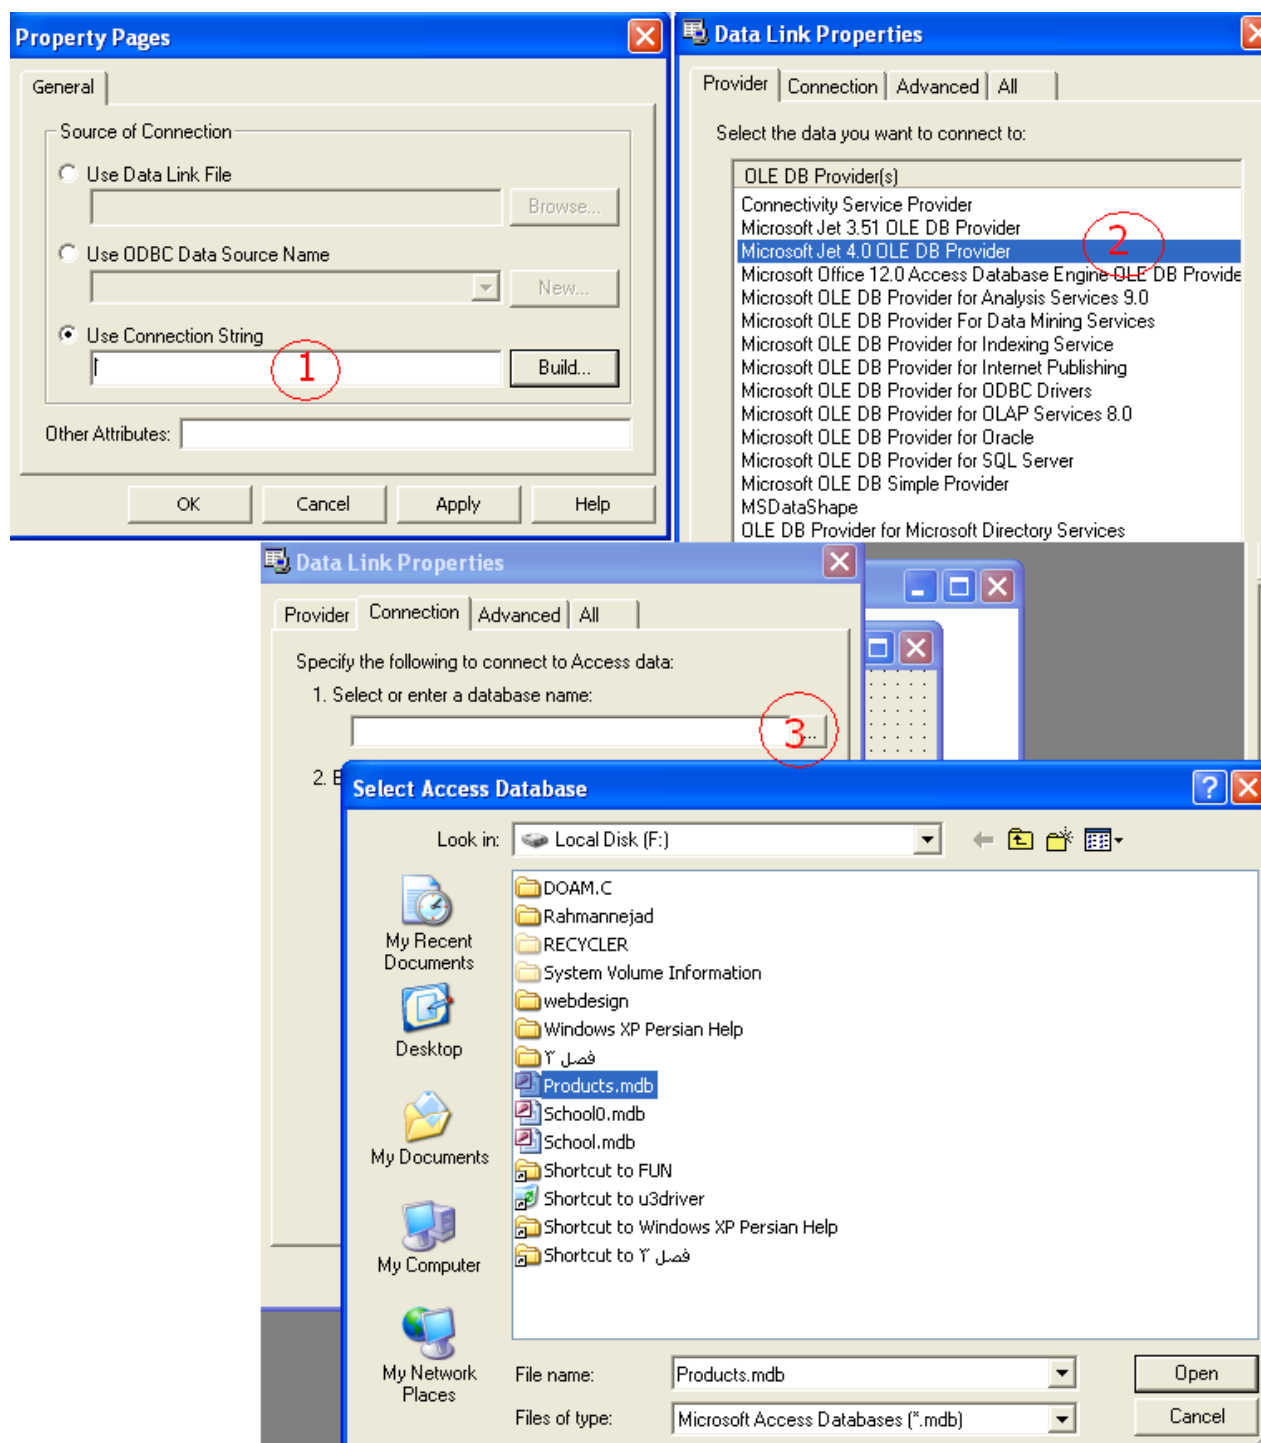 Property Pages
General
Source of Connection
Use Data Link File
Browse...
Use ODBC Data Source Name
New...
Use Connection String
1
Build...
Other Attributes:
OK Cancel Apply Help
Data Link Properties
Provider Connection Advanced All
Select the data you want to connect to:
OLE DB Provider(s)
Connectivity Service Provider
Microsoft Jet 3.51 OLE DB Provider
Microsoft Jet 4.0 OLE DB Provider
2
Microsoft Office 12.0 Access Database Engine OLE DB Provide
Microsoft OLE DB Provider for Analysis Services 9.0
Microsoft OLE DB Provider For Data Mining Services
Microsoft OLE DB Provider for Indexing Service
Microsoft OLE DB Provider for Internet Publishing
Microsoft OLE DB Provider for ODBC Drivers
Microsoft OLE DB Provider for OLAP Services 8.0
Microsoft OLE DB Provider for Oracle
Microsoft OLE DB Provider for SQL Server
Microsoft OLE DB Simple Provider
MSDataShape
OLE DB Provider for Microsoft Directory Services
Data Link Properties
Provider Connection Advanced All
Specify the following to connect to Access data:
1. Select or enter a database name:
3 ...
2. E
Select Access Database
Look in: Local Disk (F:)
My Recent Documents
Desktop
My Documents
My Computer
My Network Places
DOAM.C
Rahmannejad
RECYCLER
System Volume Information
webdesign
Windows XP Persian Help
فصل ۳
Products.mdb
School0.mdb
School.mdb
Shortcut to FUN
Shortcut to u3driver
Shortcut to Windows XP Persian Help
Shortcut to فصل ۳
File name: Products.mdb Open
Files of type: Microsoft Access Databases (*.mdb) Cancel